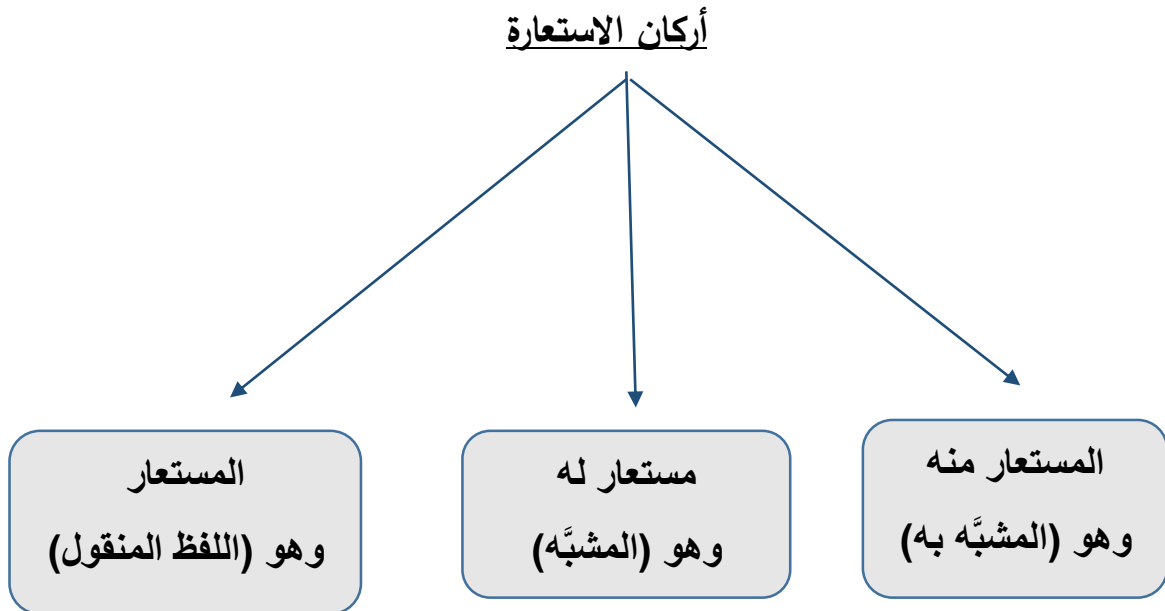 أركان الاستعارة
المستعار منه
وهو (المشبَّه به)
مستعار له
وهو (المشبَّه)
المستعار
وهو (اللفظ المنقول)